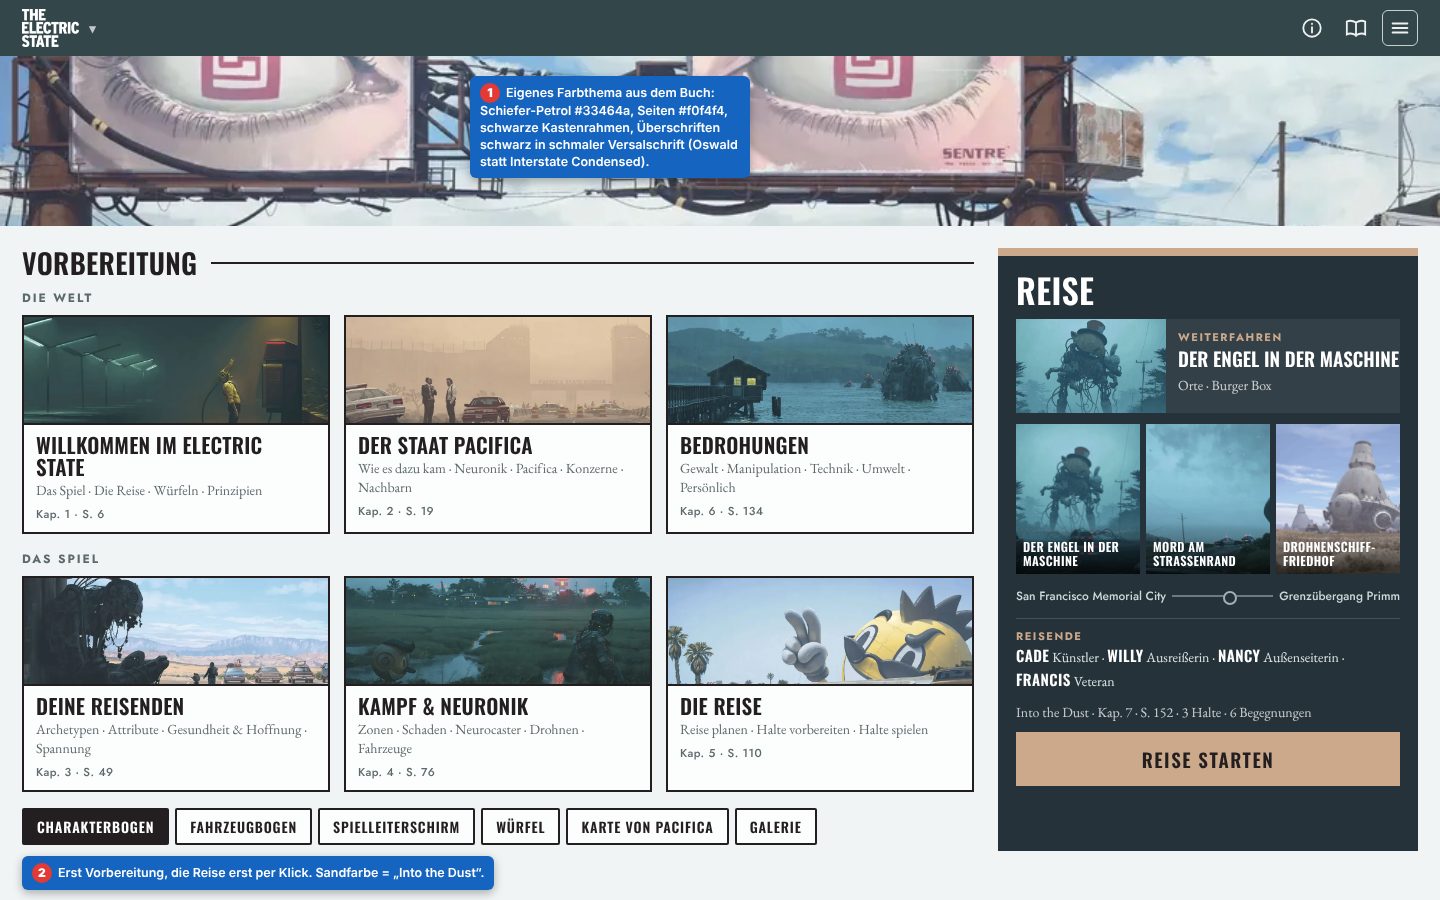 THE
ELECTRIC
STATE ▾
1 Eigenes Farbthema aus dem Buch:
Schiefer-Petrol #33464a, Seiten #f0f4f4,
schwarze Kastenrahmen, Überschriften
schwarz in schmaler Versalschrift (Oswald
statt Interstate Condensed).
SENTRE
VORBEREITUNG
DIE WELT
WILLKOMMEN IM ELECTRIC
STATE
Das Spiel · Die Reise · Würfeln · Prinzipien
Kap. 1 · S. 6
DER STAAT PACIFICA
Wie es dazu kam · Neuronik · Pacifica · Konzerne ·
Nachbarn
Kap. 2 · S. 19
BEDROHUNGEN
Gewalt · Manipulation · Technik · Umwelt ·
Persönlich
Kap. 6 · S. 134
DAS SPIEL
DEINE REISENDEN
Archetypen · Attribute · Gesundheit & Hoffnung ·
Spannung
Kap. 3 · S. 49
KAMPF & NEURONIK
Zonen · Schaden · Neurocaster · Drohnen ·
Fahrzeuge
Kap. 4 · S. 76
DIE REISE
Reise planen · Halte vorbereiten · Halte spielen
Kap. 5 · S. 110
CHARAKTERBOGEN
FAHRZEUGBOGEN
SPIELLEITERSCHIRM
WÜRFEL
KARTE VON PACIFICA
GALERIE
2 Erst Vorbereitung, die Reise erst per Klick. Sandfarbe = „Into the Dust“.
REISE
WEITERFAHREN
DER ENGEL IN DER MASCHINE
Orte · Burger Box
DER ENGEL IN DER
MASCHINE
MORD AM
STRASSENRAND
DROHNENSCHIFF-
FRIEDHOF
San Francisco Memorial City
Grenzübergang Primm
REISENDE
CADE Künstler · WILLY Ausreißerin · NANCY Außenseiterin ·
FRANCIS Veteran
Into the Dust · Kap. 7 · S. 152 · 3 Halte · 6 Begegnungen
REISE STARTEN